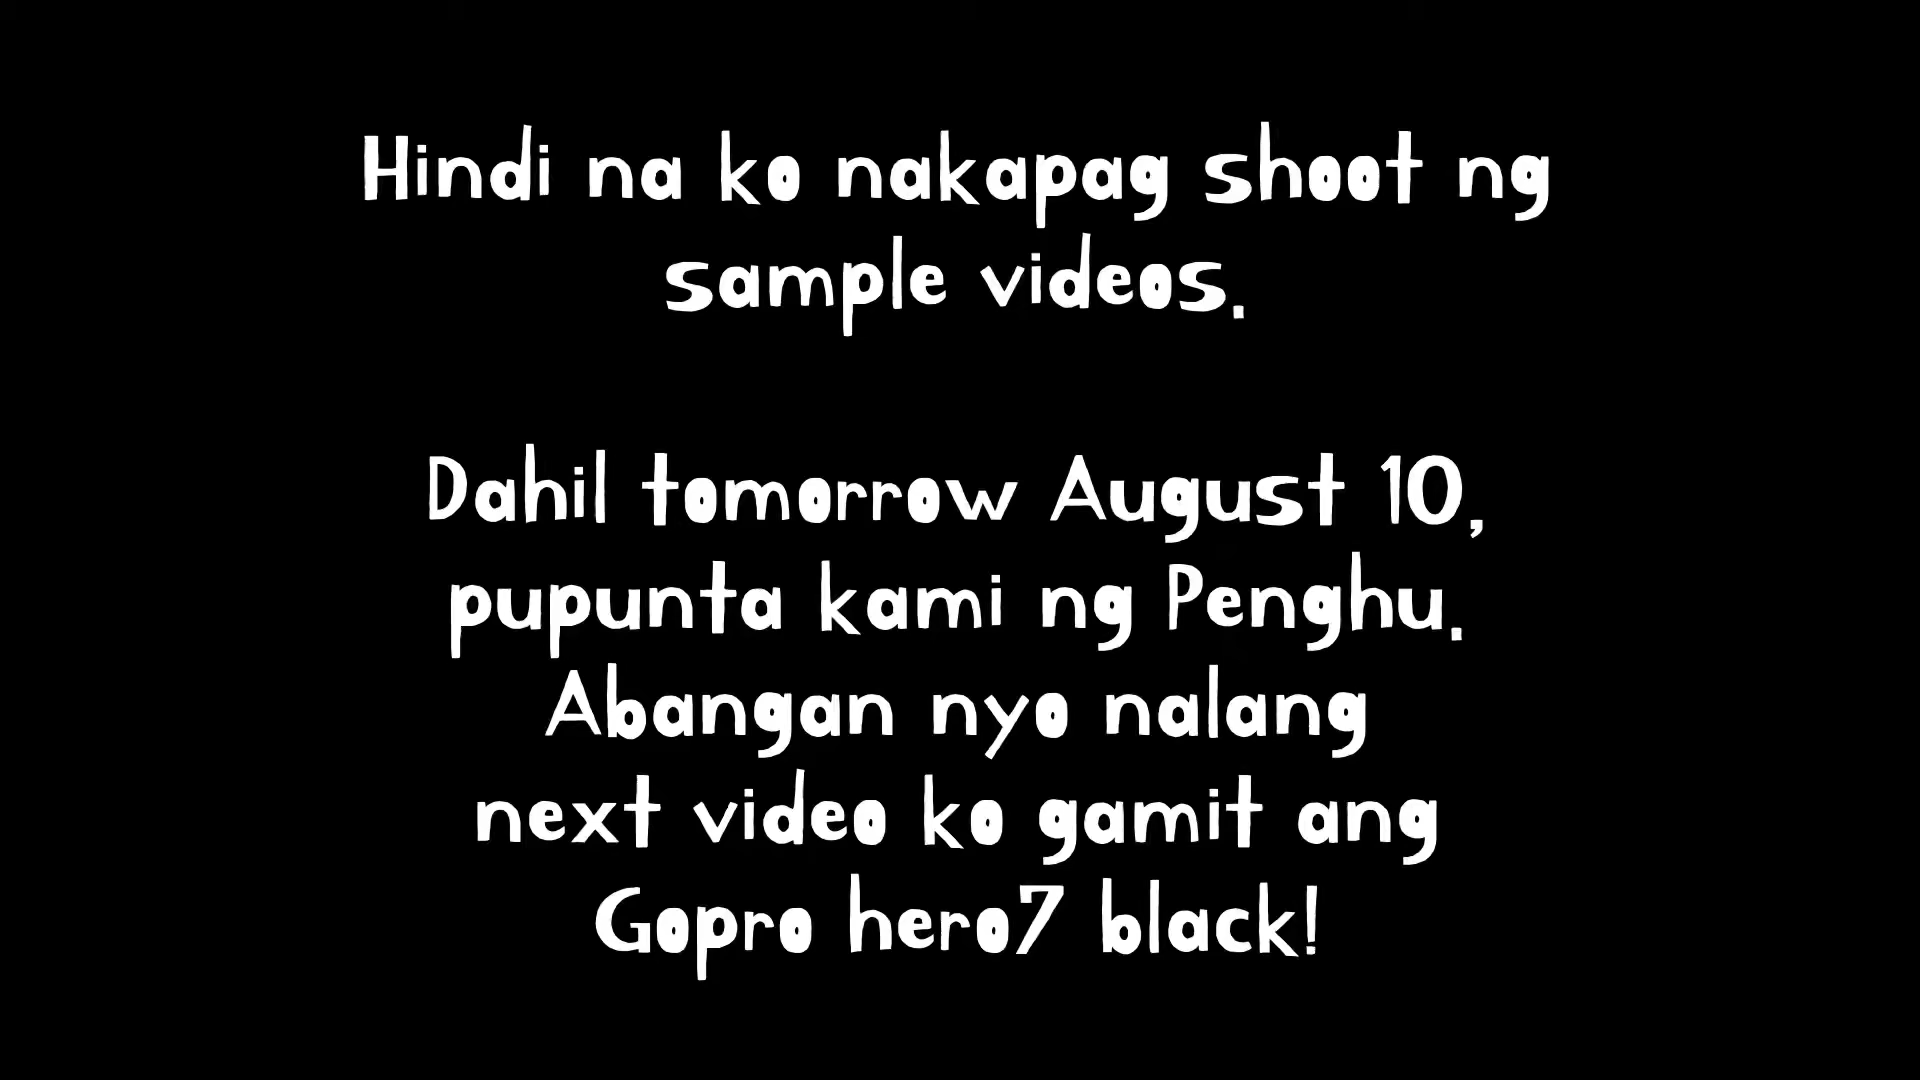 Hindi na ko nakapag shoot ng
sample videos.
Dahil tomorrow August 10,
pupunta kami ng Penghu.
Abangan nyo nalang
next video ko gamit ang
Gopro hero7 black!